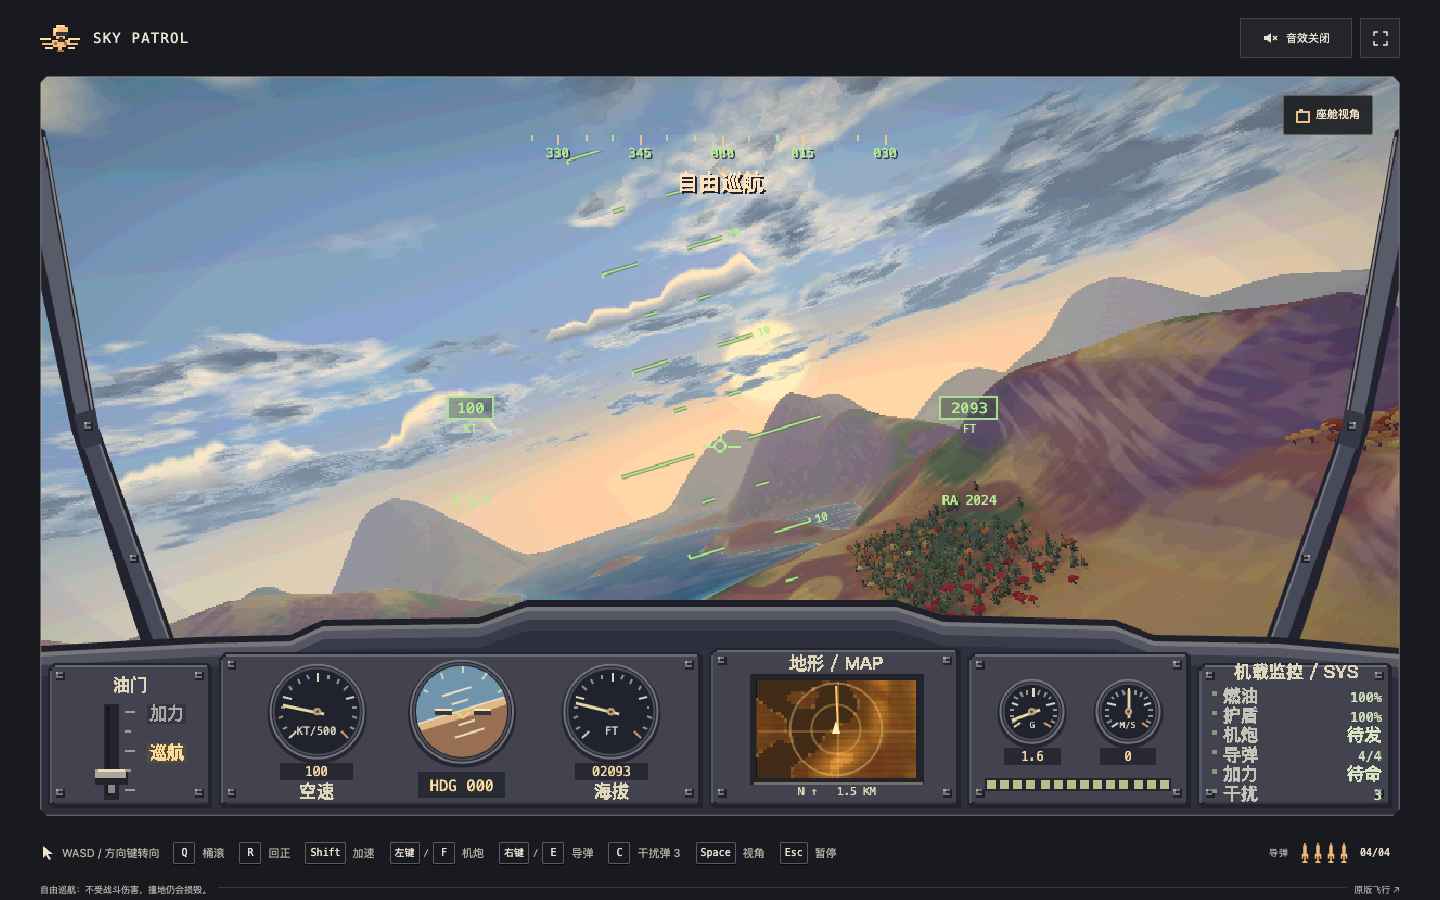 SKY PATROL
音效关闭
座舱视角
330 345 000 015 030
自由巡航
10
100
KT
2093
FT
RA 2024
10
油门
加力
巡航
KT/500
100
空速
HDG 000
FT
02093
海拔
地形 / MAP
N ↑ 1.5 KM
G
1.6
M/S
0
机载监控 / SYS
燃油 100%
护盾 100%
机炮 待发
导弹 4/4
加力 待命
干扰 3
WASD / 方向键转向 Q 桶滚 R 回正 Shift 加速 左键 / F 机炮 右键 / E 导弹 C 干扰弹 3 Space 视角 Esc 暂停
导弹 04/04
自由巡航：不受战斗伤害，撞地仍会损毁。
原版飞行 ↗